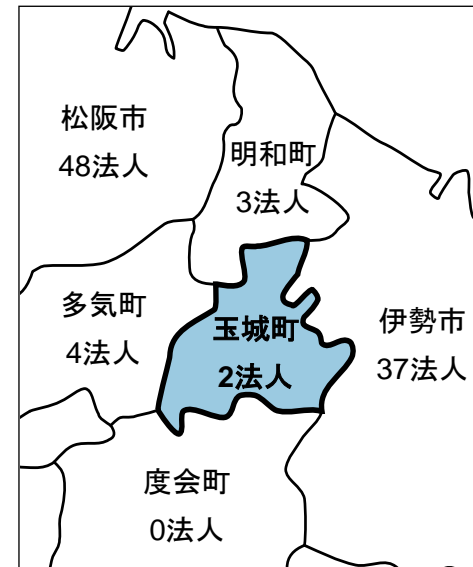 松阪市
48法人
明和町
3法人
多気町
4法人
玉城町
2法人
伊勢市
37法人
度会町
0法人